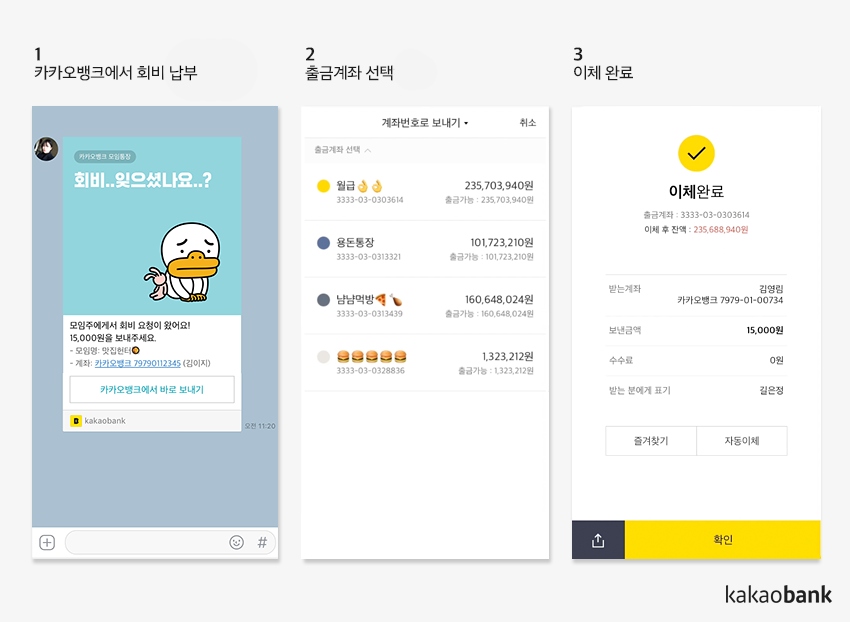 1
카카오뱅크에서 회비 납부
카카오뱅크 모임통장
회비..잊으셨나요..?
모임주에게서 회비 요청이 왔어요!
15,000원을 보내주세요.
- 모임명: 맛집헌터🍪
- 계좌: 카카오뱅크 79790112345 (김이지)
카카오뱅크에서 바로 보내기
kakaobank
오전 11:20
#
2
출금계좌 선택
계좌번호로 보내기
취소
출금계좌 선택
월급👌👌 235,703,940원
3333-03-0303614 출금가능 : 235,703,940원
용돈통장 101,723,210원
3333-03-0313321 출금가능 : 101,723,210원
냠냠먹방🍕🍗 160,648,024원
3333-03-0313439 출금가능 : 160,648,024원
🍔🍔🍔🍔🍔 1,323,212원
3333-03-0328836 출금가능 : 1,323,212원
3
이체 완료
이체완료
출금계좌 : 3333-03-0303614
이체 후 잔액 : 235,688,940원
받는계좌 김영림
카카오뱅크 7979-01-00734
보낸금액 15,000원
수수료 0원
받는 분에게 표기 길은정
즐겨찾기 자동이체
확인
kakaobank